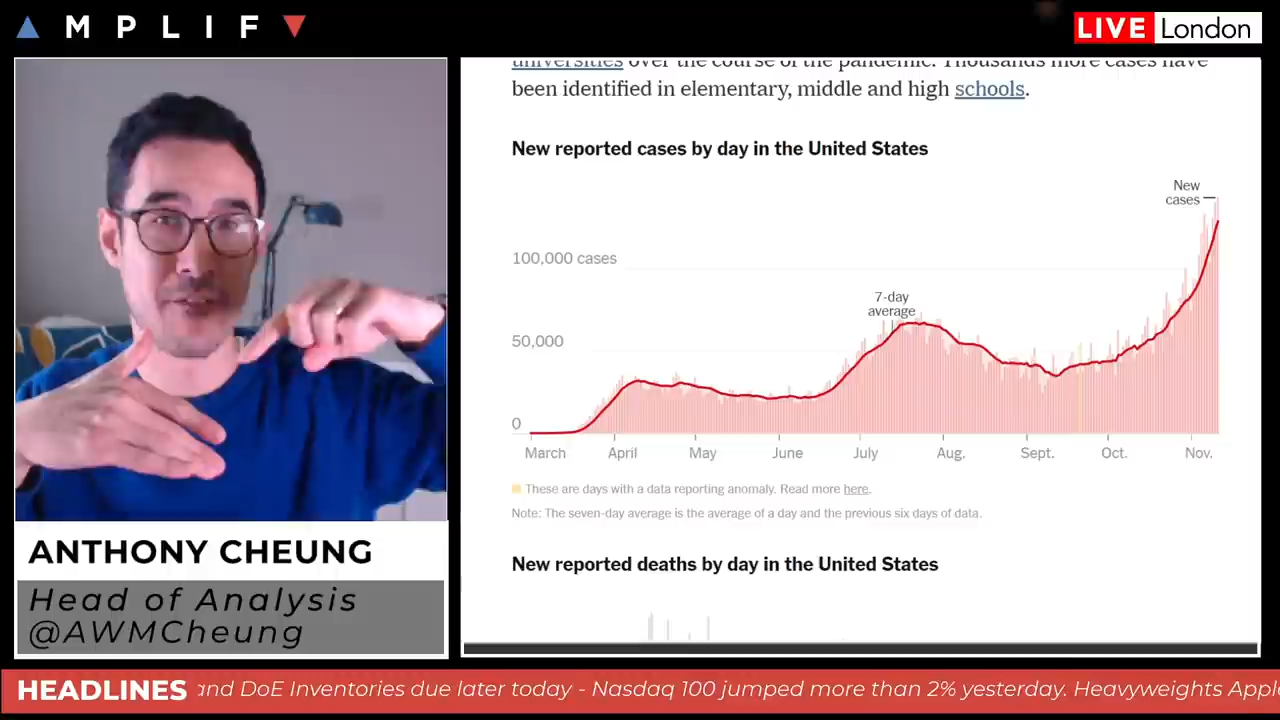 AMPLIFY
LIVE London
universities over the course of the pandemic. Thousands more cases have
been identified in elementary, middle and high schools.
New reported cases by day in the United States
New
cases
100,000 cases
7-day
average
50,000
0
March April May June July Aug. Sept. Oct. Nov.
These are days with a data reporting anomaly. Read more here.
Note: The seven-day average is the average of a day and the previous six days of data.
New reported deaths by day in the United States
ANTHONY CHEUNG
Head of Analysis
@AWMCheung
HEADLINES and DoE Inventories due later today - Nasdaq 100 jumped more than 2% yesterday. Heavyweights Apple